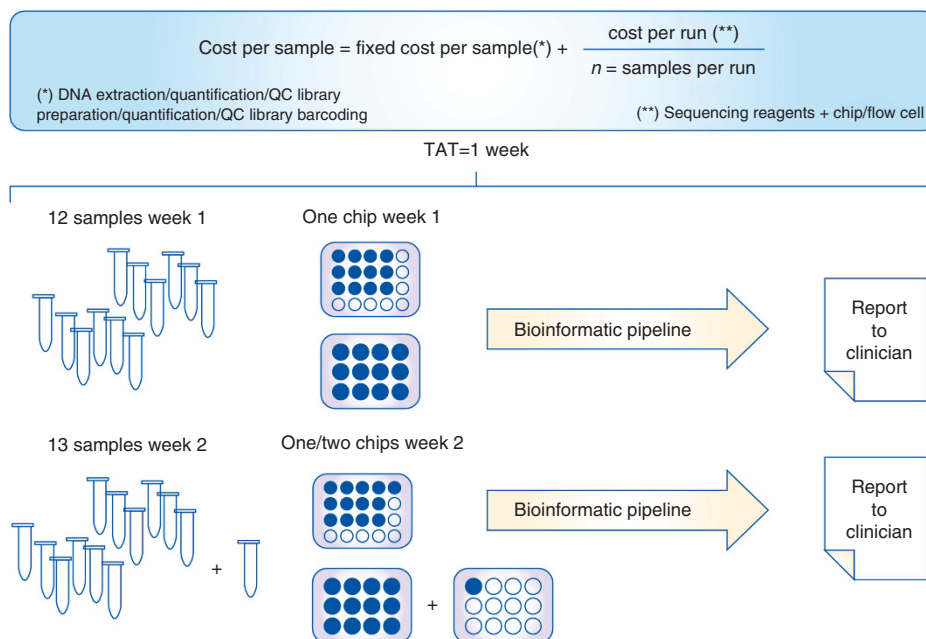 Cost per sample = fixed cost per sample(*) +
cost per run (**)
n = samples per run
(*) DNA extraction/quantification/QC library
preparation/quantification/QC library barcoding
(**) Sequencing reagents + chip/flow cell
TAT=1 week
12 samples week 1
One chip week 1
Bioinformatic pipeline
Report
to
clinician
13 samples week 2
One/two chips week 2
Bioinformatic pipeline
Report
to
clinician
+
+